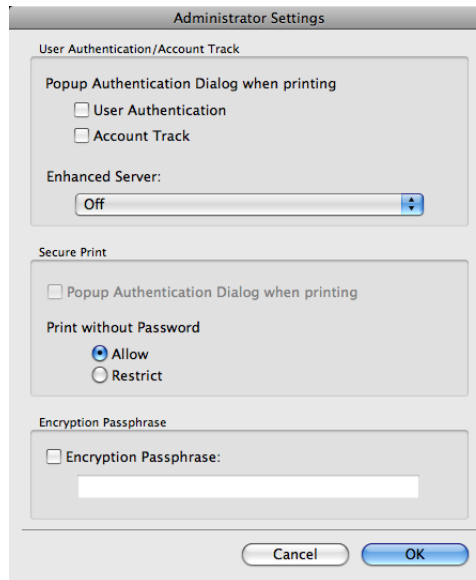 Administrator Settings
User Authentication/Account Track
Popup Authentication Dialog when printing
User Authentication
Account Track
Enhanced Server:
Off
Secure Print
Popup Authentication Dialog when printing
Print without Password
Allow
Restrict
Encryption Passphrase
Encryption Passphrase:
Cancel OK